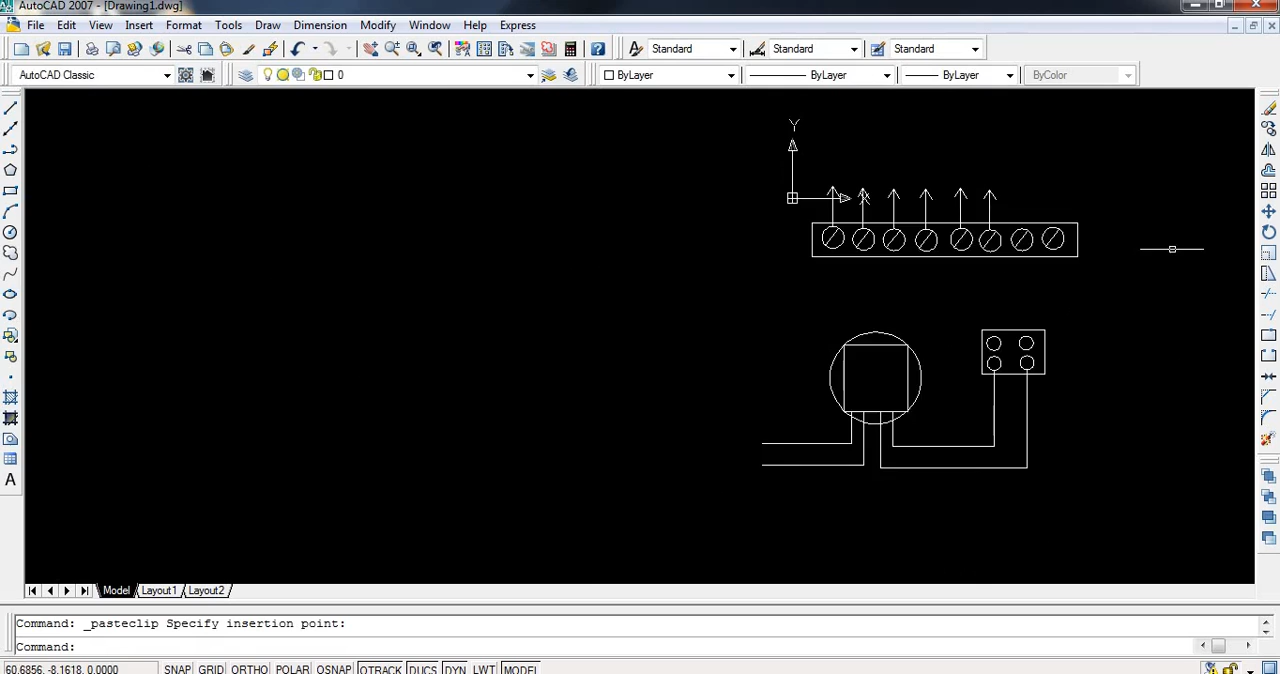 AutoCAD 2007 - [Drawing1.dwg]
File Edit View Insert Format Tools Draw Dimension Modify Window Help Express
Standard Standard Standard
AutoCAD Classic 0 ByLayer ByLayer ByLayer ByColor
Y
X
A
Model Layout1 Layout2
Command: _pasteclip Specify insertion point:
Command:
60.6856, -8.1618, 0.0000 SNAP GRID ORTHO POLAR OSNAP OTRACK DUCS DYN LWT MODEL